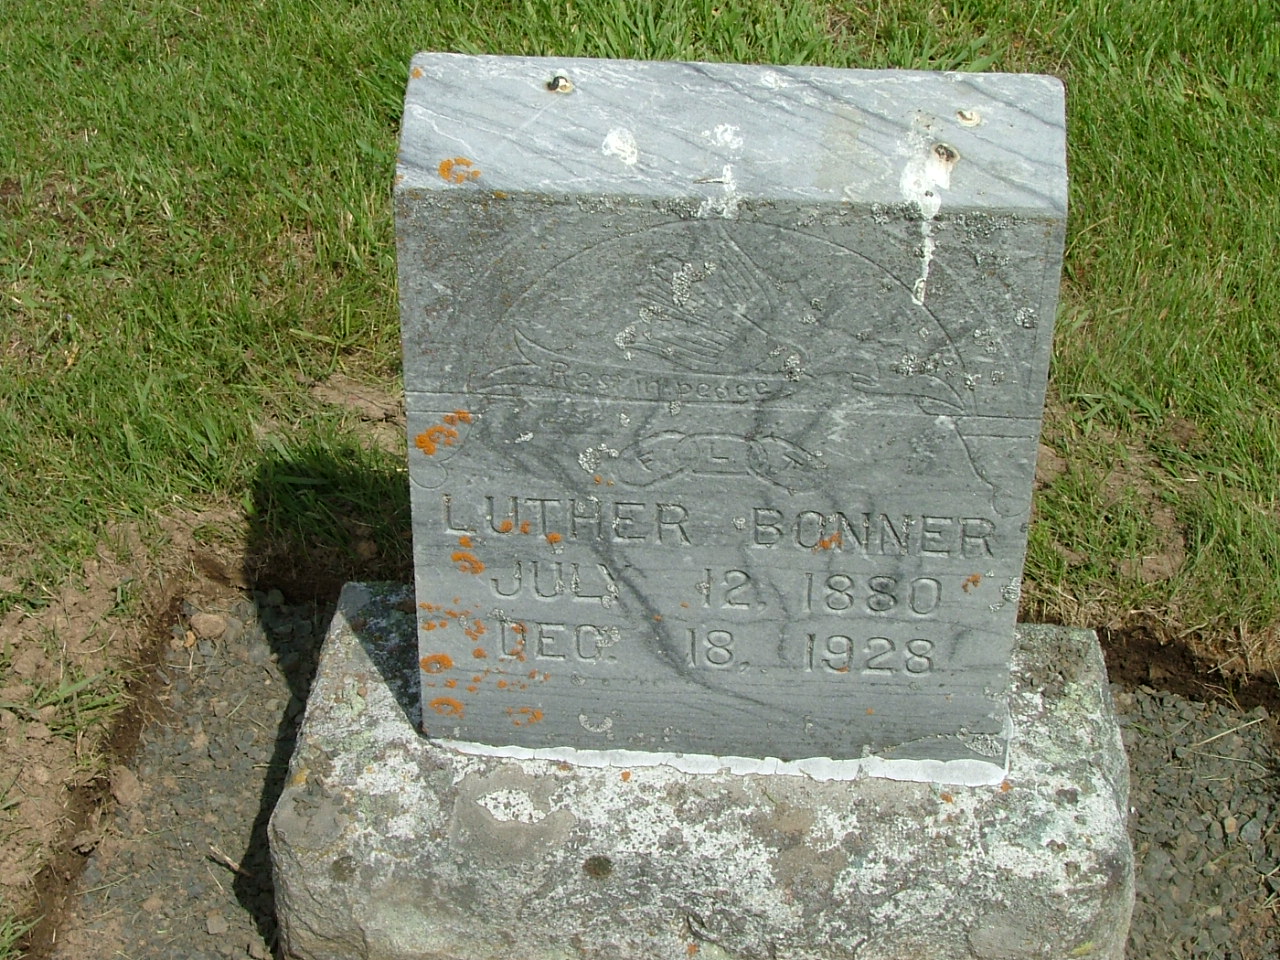 Rest in peace
F L T
LUTHER BONNER
JULY 12, 1880
DEC. 18, 1928